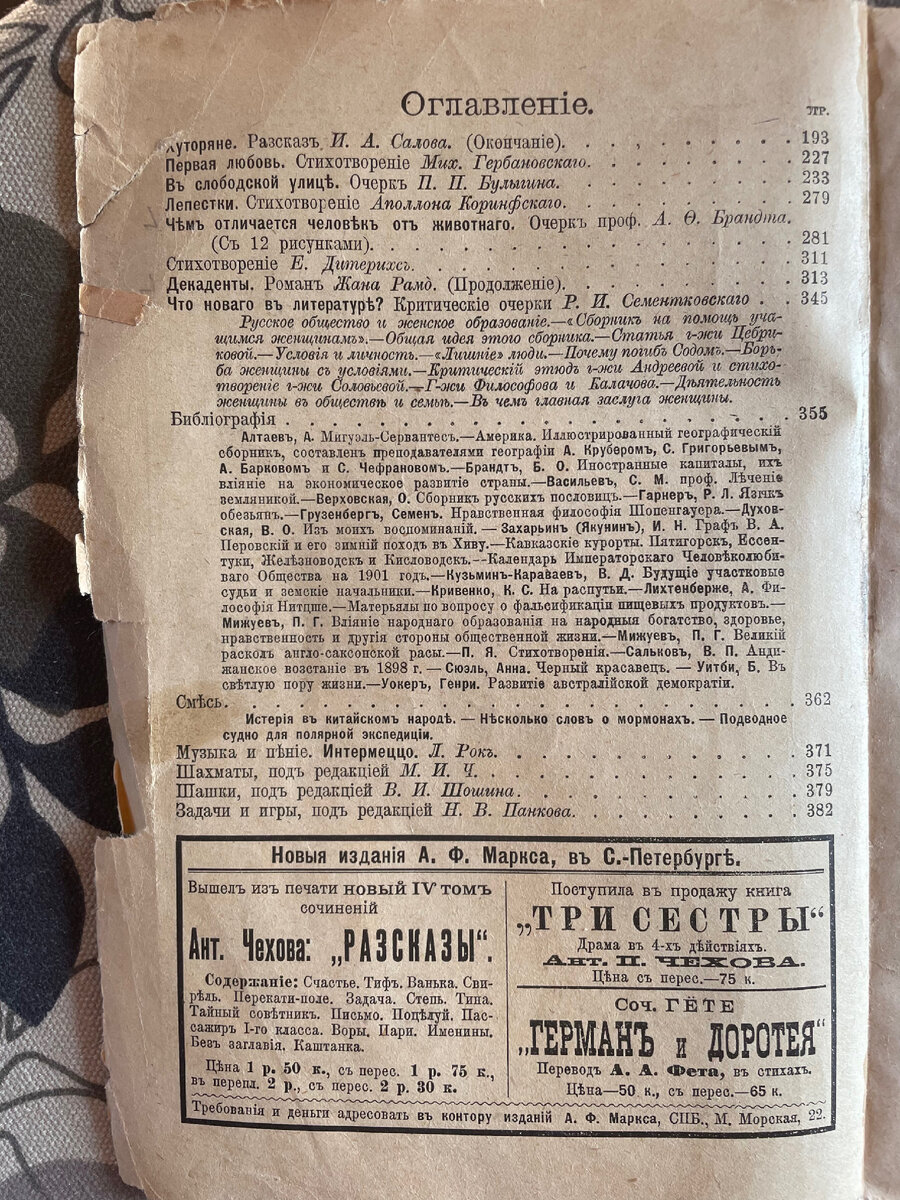 Оглавленіе.
СТР.
Хуторяне. Разсказъ И. А. Салова. (Окончаніе). 193
Первая любовь. Стихотвореніе Мих. Гербановскаго. 227
Въ слободской улицѣ. Очеркъ П. П. Булыгина. 233
Лепестки. Стихотвореніе Аполлона Коринфскаго. 279
Чѣмъ отличается человѣкъ отъ животнаго. Очеркъ проф. А. Ѳ. Брандта.
(Съ 12 рисунками). 281
Стихотвореніе Е. Дитерихсъ. 311
Декаденты. Романъ Жана Рамо. (Продолженіе). 313
Что новаго въ литературѣ? Критическіе очерки Р. И. Сементковскаго . . 345
Русское общество и женское образованіе.—«Сборникъ на помощь уча-
щимся женщинамъ».—Общая идея этого сборника.—Статья г-жи Цебри-
ковой.—Условія и личность.—«Лишніе» люди.—Почему погибъ Содомъ.—Борь-
ба женщины съ условіями.—Критическій этюдъ г-жи Андреевой и стихо-
твореніе г-жи Соловьевой.—Г-жи Философова и Калачова.—Дѣятельность
женщины въ обществѣ и семьѣ.—Въ чемъ главная заслуга женщины.
Библіографія . 355
Алтаевъ, А. Мигуэль-Сервантесъ.—Америка. Иллюстрированный географическій
сборникъ, составленъ преподавателями географіи А. Круберомъ, С. Григорьевымъ,
А. Барковомъ и С. Чефрановомъ.—Брандтъ, Б. О. Иностранные капиталы, ихъ
вліяніе на экономическое развитіе страны.—Васильевъ, С. М. проф. Лѣченіе
земляникой.—Верховская, О. Сборникъ русскихъ пословицъ.—Гарнеръ, Р. Л. Языкъ
обезьянъ.—Грузенбергъ, Семенъ. Нравственная философія Шопенгауера.—Духов-
ская, В. О. Изъ моихъ воспоминаній. — Захарьинъ (Якунинъ), И. Н. Графъ В. А.
Перовскій и его зимній походъ въ Хиву.—Кавказскіе курорты. Пятигорскъ, Ессен-
туки, Желѣзноводскъ и Кисловодскъ.—Календарь Императорскаго Человѣколюби-
ваго Общества на 1901 годъ.—Кузьминъ-Караваевъ, В. Д. Будущіе участковые
судьи и земскіе начальники.—Кривенко, К. С. На распутьи.—Лихтенберже, А. Фи-
лософія Нитцше.—Матерьялы по вопросу о фальсификаціи пищевыхъ продуктовъ.—
Мижуевъ, П. Г. Вліяніе народнаго образованія на народныя богатство, здоровье,
нравственность и другія стороны общественной жизни.—Мижуевъ, П. Г. Великій
расколъ англо-саксонской расы.—П. Я. Стихотворенія.—Сальковъ, В. П. Анди-
жанское возстаніе въ 1898 г. — Сюэль, Анна. Черный красавецъ. — Уитби, Б. Въ
свѣтлую пору жизни.—Уокеръ, Генри. Развитіе австралійской демократіи.
Смѣсь. 362
Истерія въ китайскомъ народѣ. — Нѣсколько словъ о мормонахъ. — Подводное
судно для полярной экспедиціи.
Музыка и пѣніе. Интермеццо. Л. Рокъ. 371
Шахматы, подъ редакціей М. И. Ч. 375
Шашки, подъ редакціей В. И. Шошина. 379
Задачи и игры, подъ редакціей Н. В. Панкова. 382
Новыя изданія А. Ф. Маркса, въ С.-Петербургѣ.
Вышелъ изъ печати новый IV томъ
сочиненій
Ант. Чехова: „РАЗСКАЗЫ“.
Содержаніе: Счастье. Тифъ. Ванька. Сви-
рѣль. Перекати-поле. Задача. Степь. Тина.
Тайный совѣтникъ. Письмо. Поцѣлуй. Пас-
сажиръ 1-го класса. Воры. Пари. Именины.
Безъ заглавія. Каштанка.
Цѣна 1 р. 50 к., съ перес. 1 р. 75 к.,
въ перепл. 2 р., съ перес. 2 р. 30 к.
Поступила въ продажу книга
„ТРИ СЕСТРЫ“
Драма въ 4-хъ дѣйствіяхъ.
Ант. П. ЧЕХОВА.
Цѣна съ перес.—75 к.
Соч. ГЁТЕ
„ГЕРМАНЪ и ДОРОТЕЯ“
Переводъ А. А. Фета, въ стихахъ.
Цѣна—50 к., съ перес.—65 к.
Требованія и деньги адресовать въ контору изданій А. Ф. Маркса, СПБ., М. Морская, 22.